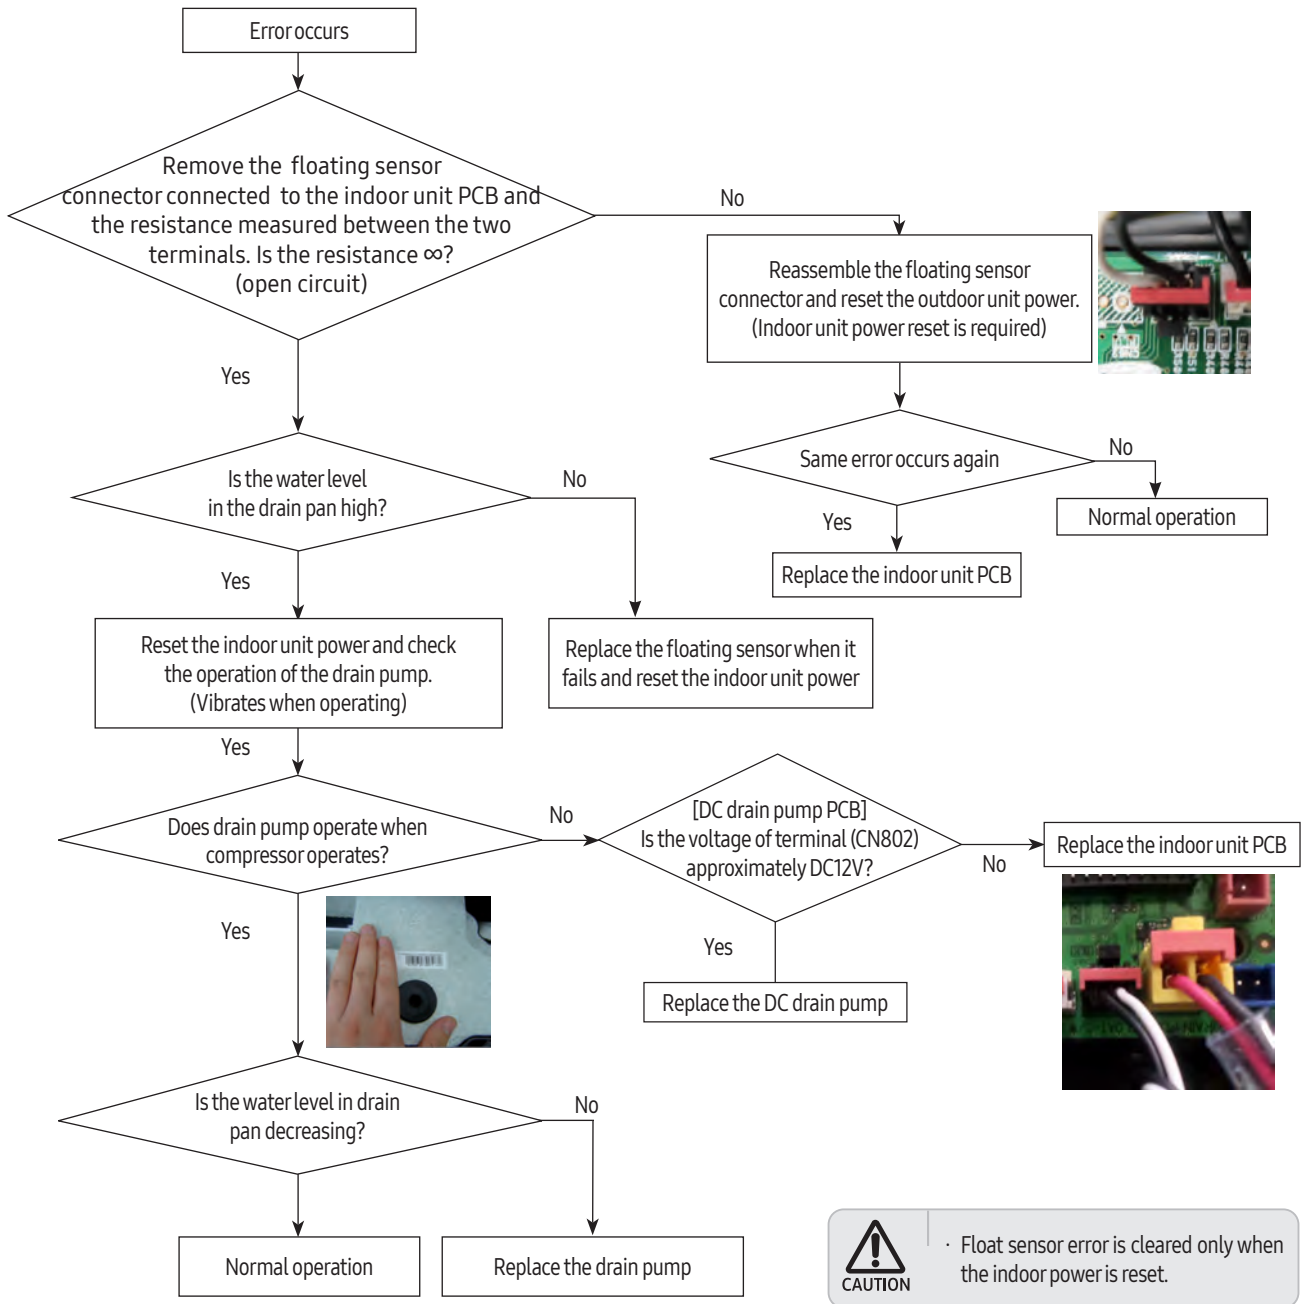 Error occurs
Remove the floating sensor
connector connected to the indoor unit PCB and
the resistance measured between the two
terminals. Is the resistance ∞?
(open circuit)
No
Reassemble the floating sensor
connector and reset the outdoor unit power.
(Indoor unit power reset is required)
Yes
Same error occurs again
No
Normal operation
Yes
Replace the indoor unit PCB
Is the water level
in the drain pan high?
No
Yes
Replace the floating sensor when it
fails and reset the indoor unit power
Reset the indoor unit power and check
the operation of the drain pump.
(Vibrates when operating)
Yes
Does drain pump operate when
compressor operates?
No
[DC drain pump PCB]
Is the voltage of terminal (CN802)
approximately DC12V?
No
Replace the indoor unit PCB
Yes
Replace the DC drain pump
Yes
Is the water level in drain
pan decreasing?
No
Normal operation
Replace the drain pump
CAUTION
· Float sensor error is cleared only when
the indoor power is reset.